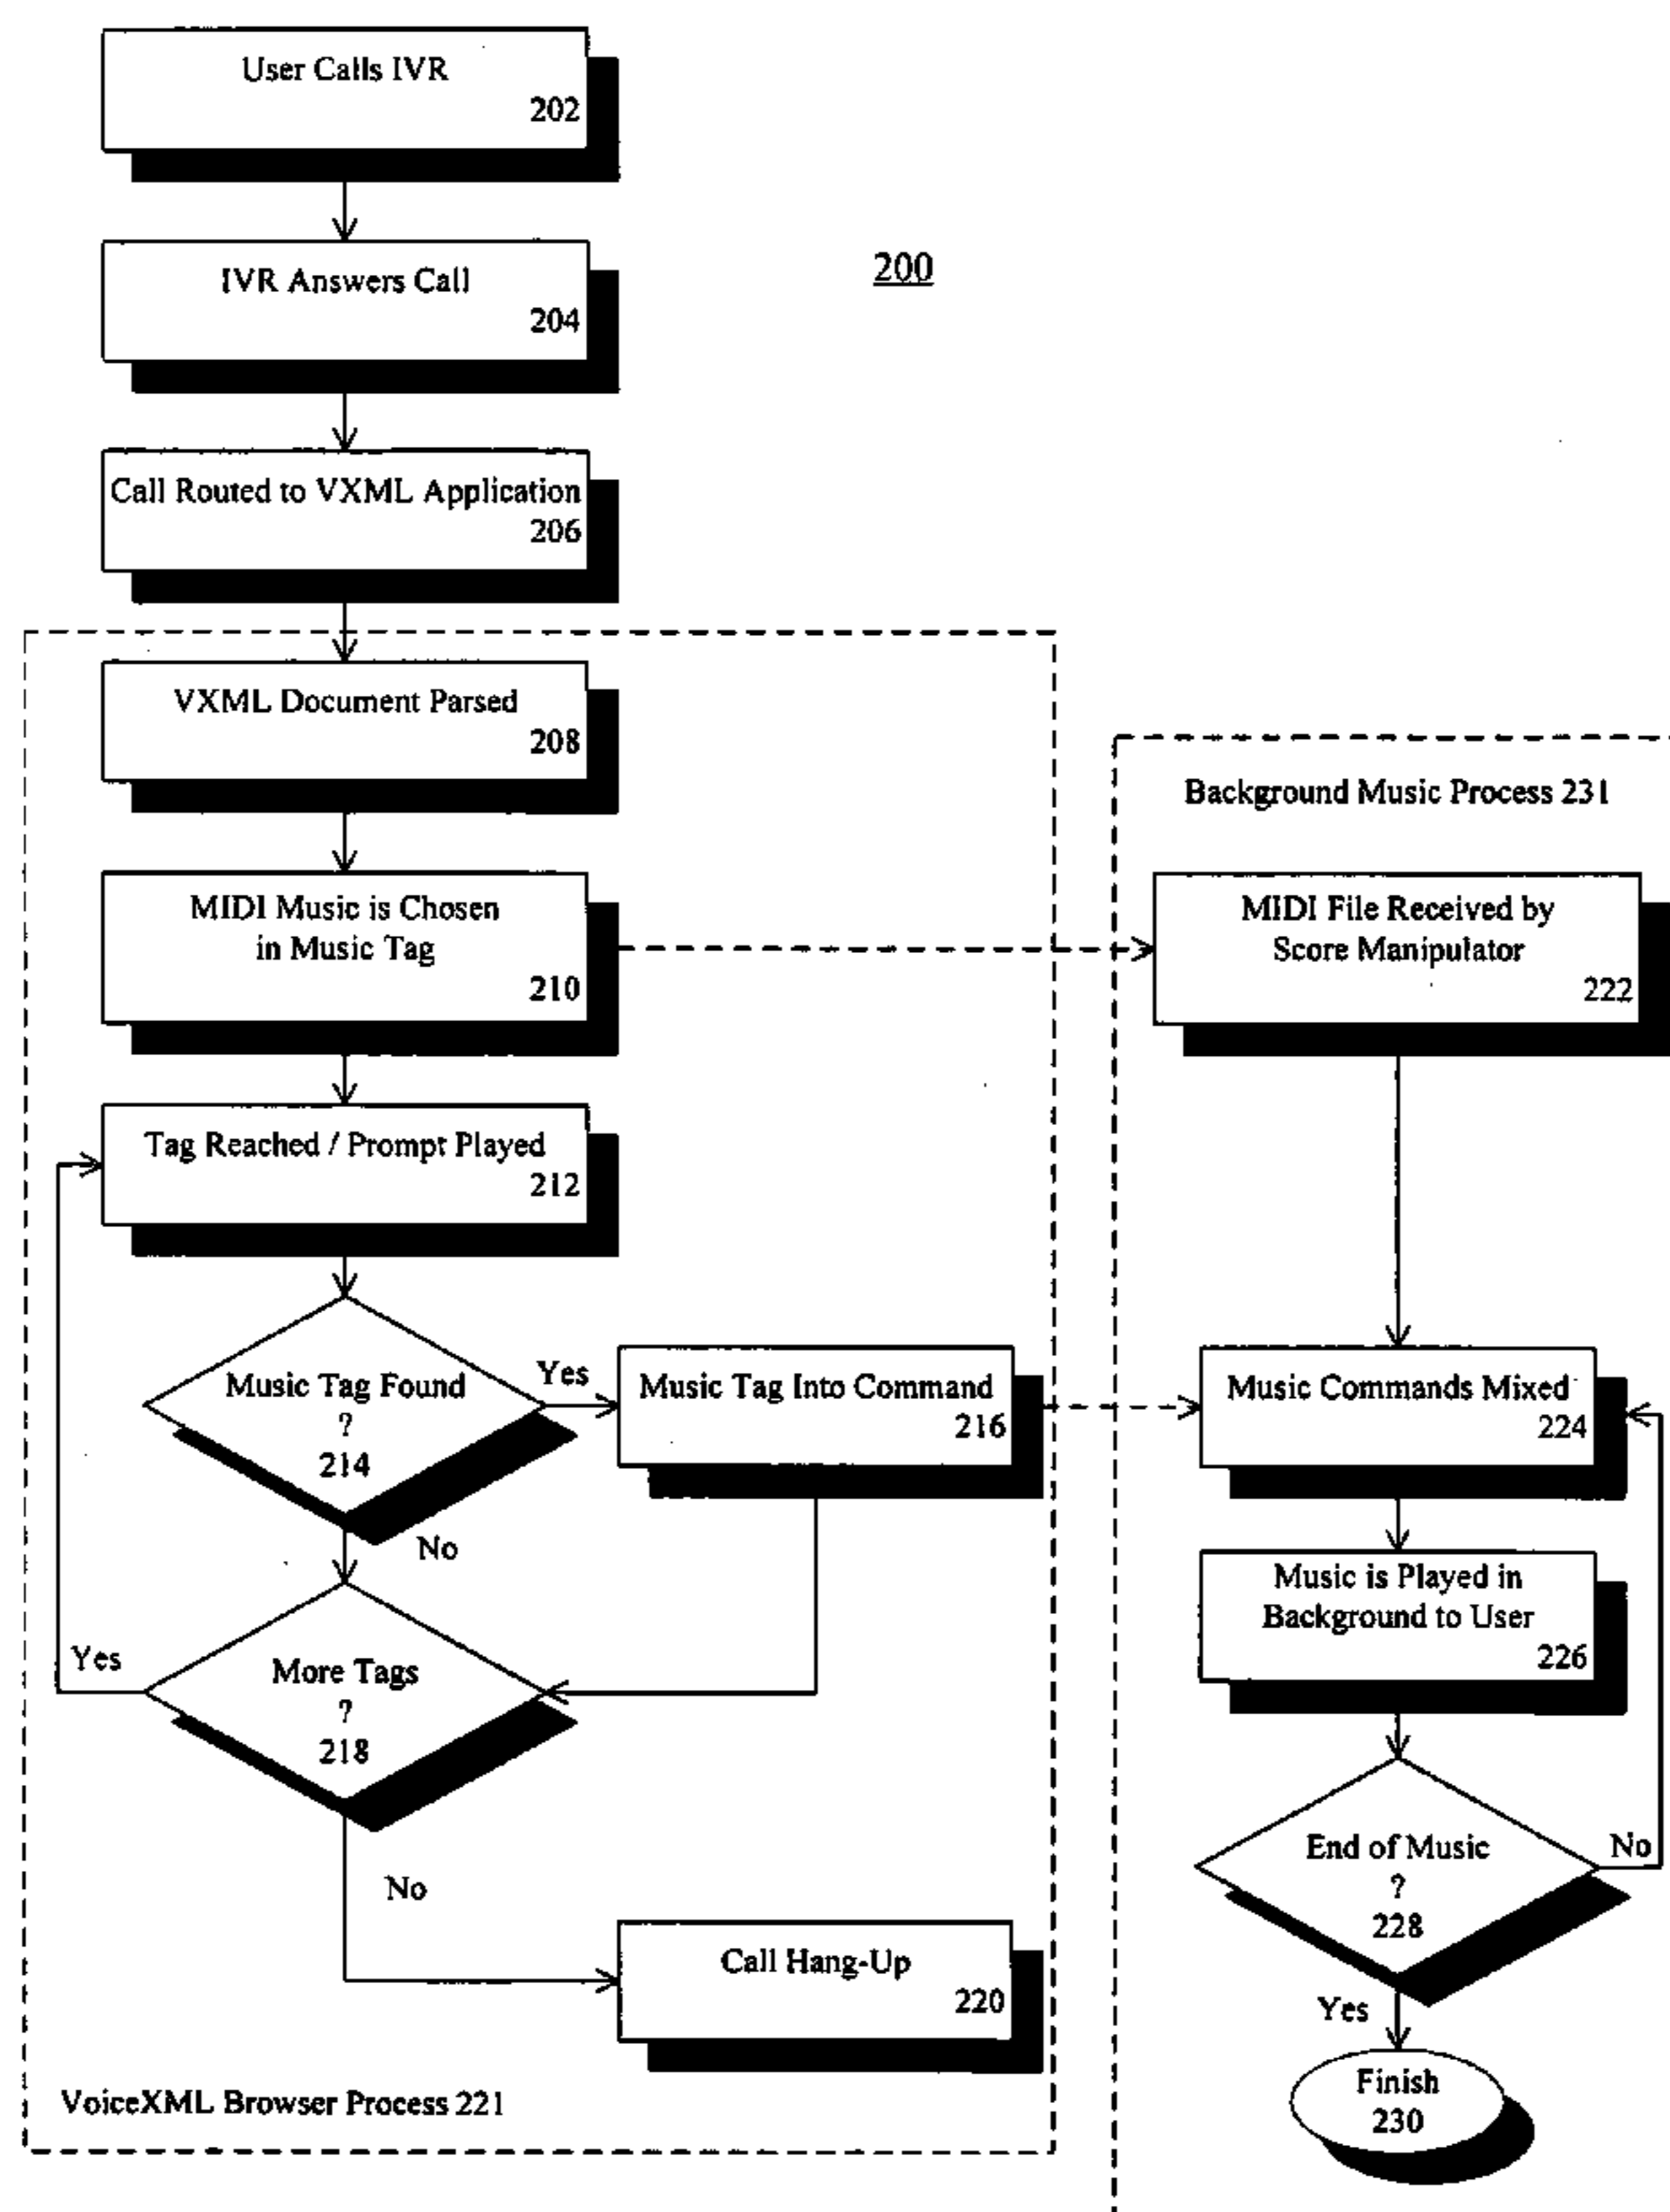 User Calls IVR
202
IVR Answers Call
204
200
Call Routed to VXML Application
206
VXML Document Parsed
208
MIDI Music is Chosen
in Music Tag
210
Tag Reached / Prompt Played
212
Music Tag Found
?
214
Yes
No
Music Tag Into Command
216
More Tags
?
218
Yes
No
Call Hang-Up
220
VoiceXML Browser Process 221
Background Music Process 231
MIDI File Received by
Score Manipulator
222
Music Commands Mixed
224
Music is Played in
Background to User
226
End of Music
?
228
No
Yes
Finish
230